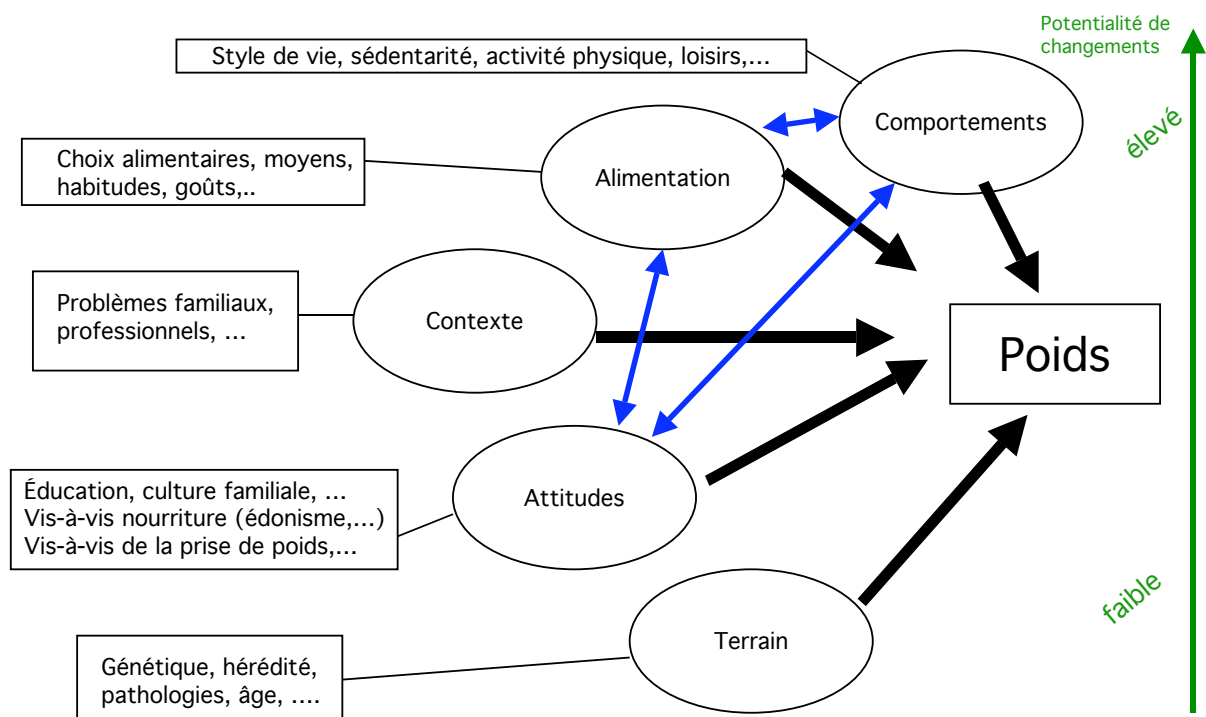 Potentialité de
changements
Style de vie, sédentarité, activité physique, loisirs,...
Comportements
élevé
Choix alimentaires, moyens,
habitudes, goûts,..
Alimentation
Problèmes familiaux,
professionnels, ...
Contexte
Poids
Éducation, culture familiale, ...
Vis-à-vis nourriture (édonisme,...)
Vis-à-vis de la prise de poids,...
Attitudes
faible
Génétique, hérédité,
pathologies, âge, ....
Terrain